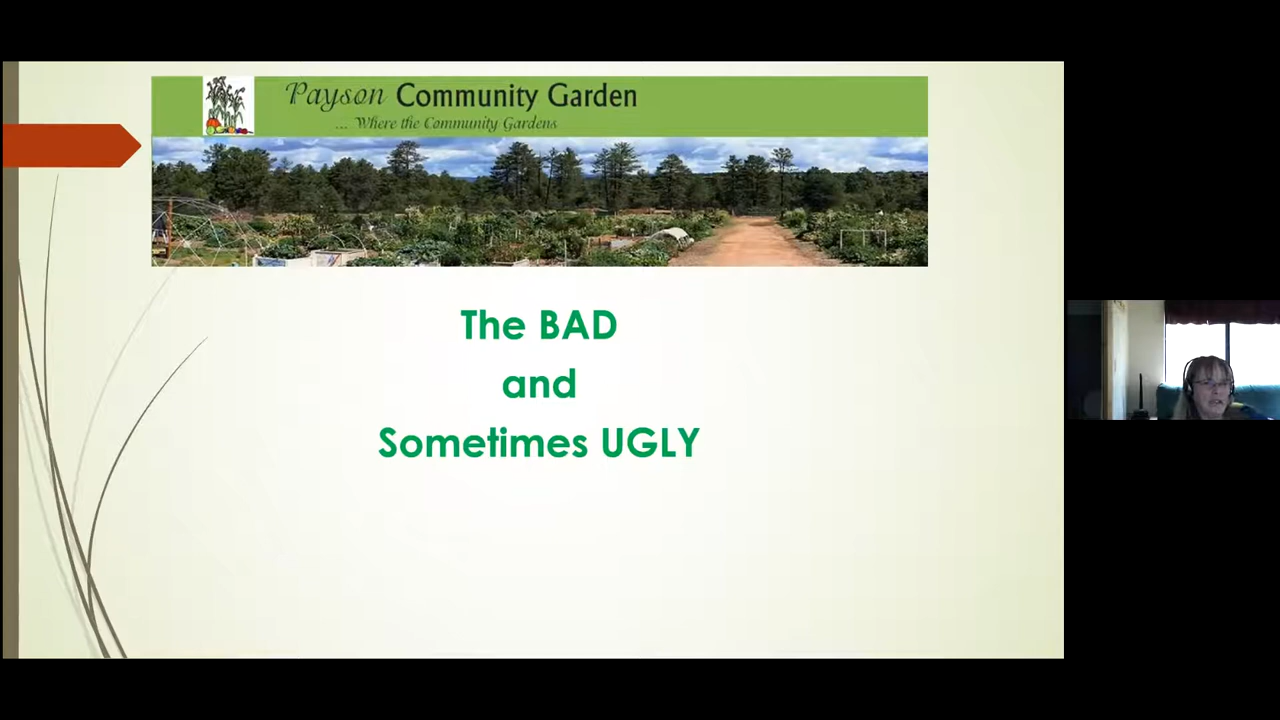 Payson Community Garden
... Where the Community Gardens
The BAD
and
Sometimes UGLY